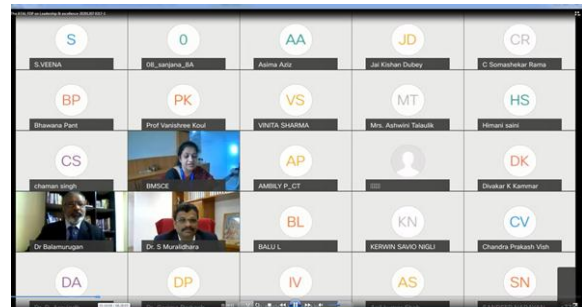 S
0
AA
JD
CR
S.VEENA
08_sanjana_8A
Asima Aziz
Jai Kishan Dubey
C Somashekar Rama
BP
PK
VS
MT
HS
Bhawana Pant
Prof Vanishree Koul
VINITA SHARMA
Mrs. Ashwini Talaulik
Himani saini
CS
AP
DK
chaman singh
BMSCE
AMBILY P_CT
Divakar K Kammar
BL
KN
CV
Dr Balamurugan
Dr. S Muralidhara
BALU L
KERWIN SAVIO NIGLI
Chandra Prakash Vish
DA
DP
IV
AS
SN